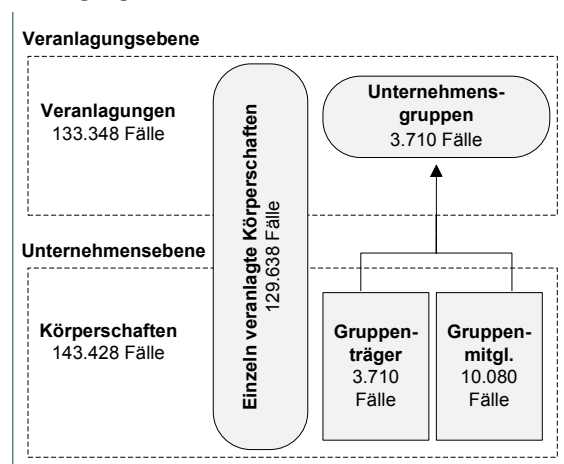 Veranlagungsebene
Veranlagungen
133.348 Fälle
Einzeln veranlagte Körperschaften
129.638 Fälle
Unternehmens-
gruppen
3.710 Fälle
Unternehmensebene
Körperschaften
143.428 Fälle
Gruppen-
träger
3.710
Fälle
Gruppen-
mitgl.
10.080
Fälle